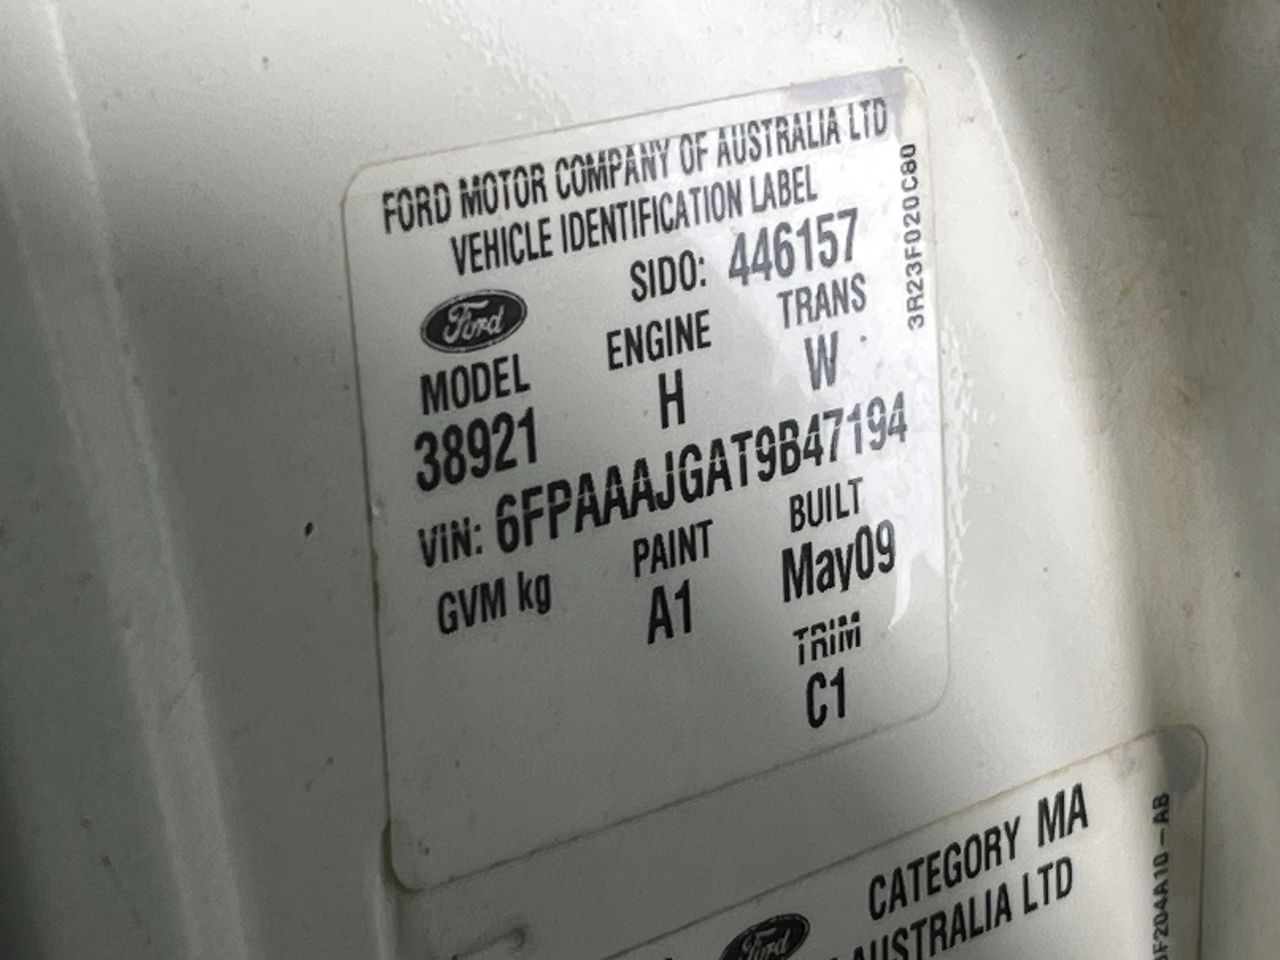 FORD MOTOR COMPANY OF AUSTRALIA LTD
VEHICLE IDENTIFICATION LABEL
SIDO: 446157
Ford
MODEL ENGINE TRANS
38921 H W
VIN: 6FPAAAJGAT9B47194
GVM kg PAINT BUILT
A1 May09
TRIM
C1
3R23F020C80
CATEGORY MA
Ford
AUSTRALIA LTD